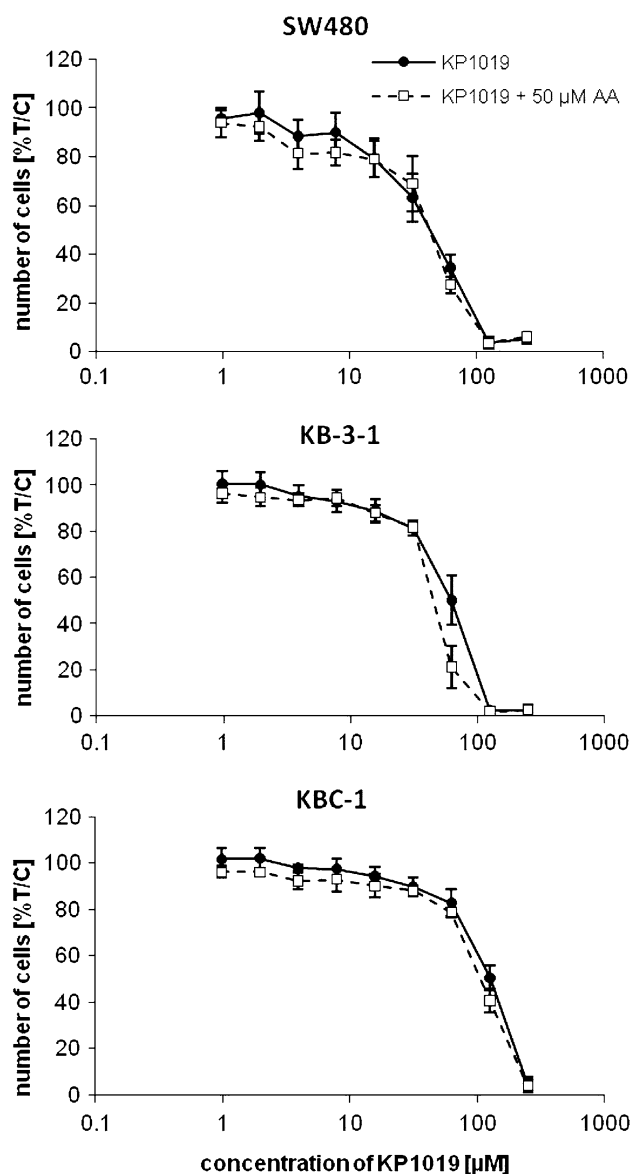 SW480
KP1019
KP1019 + 50 µM AA
number of cells [%T/C]
120
100
80
60
40
20
0
0.1 1 10 100 1000
KB-3-1
number of cells [%T/C]
120
100
80
60
40
20
0
0.1 1 10 100 1000
KBC-1
number of cells [%T/C]
120
100
80
60
40
20
0
0.1 1 10 100 1000
concentration of KP1019 [µM]